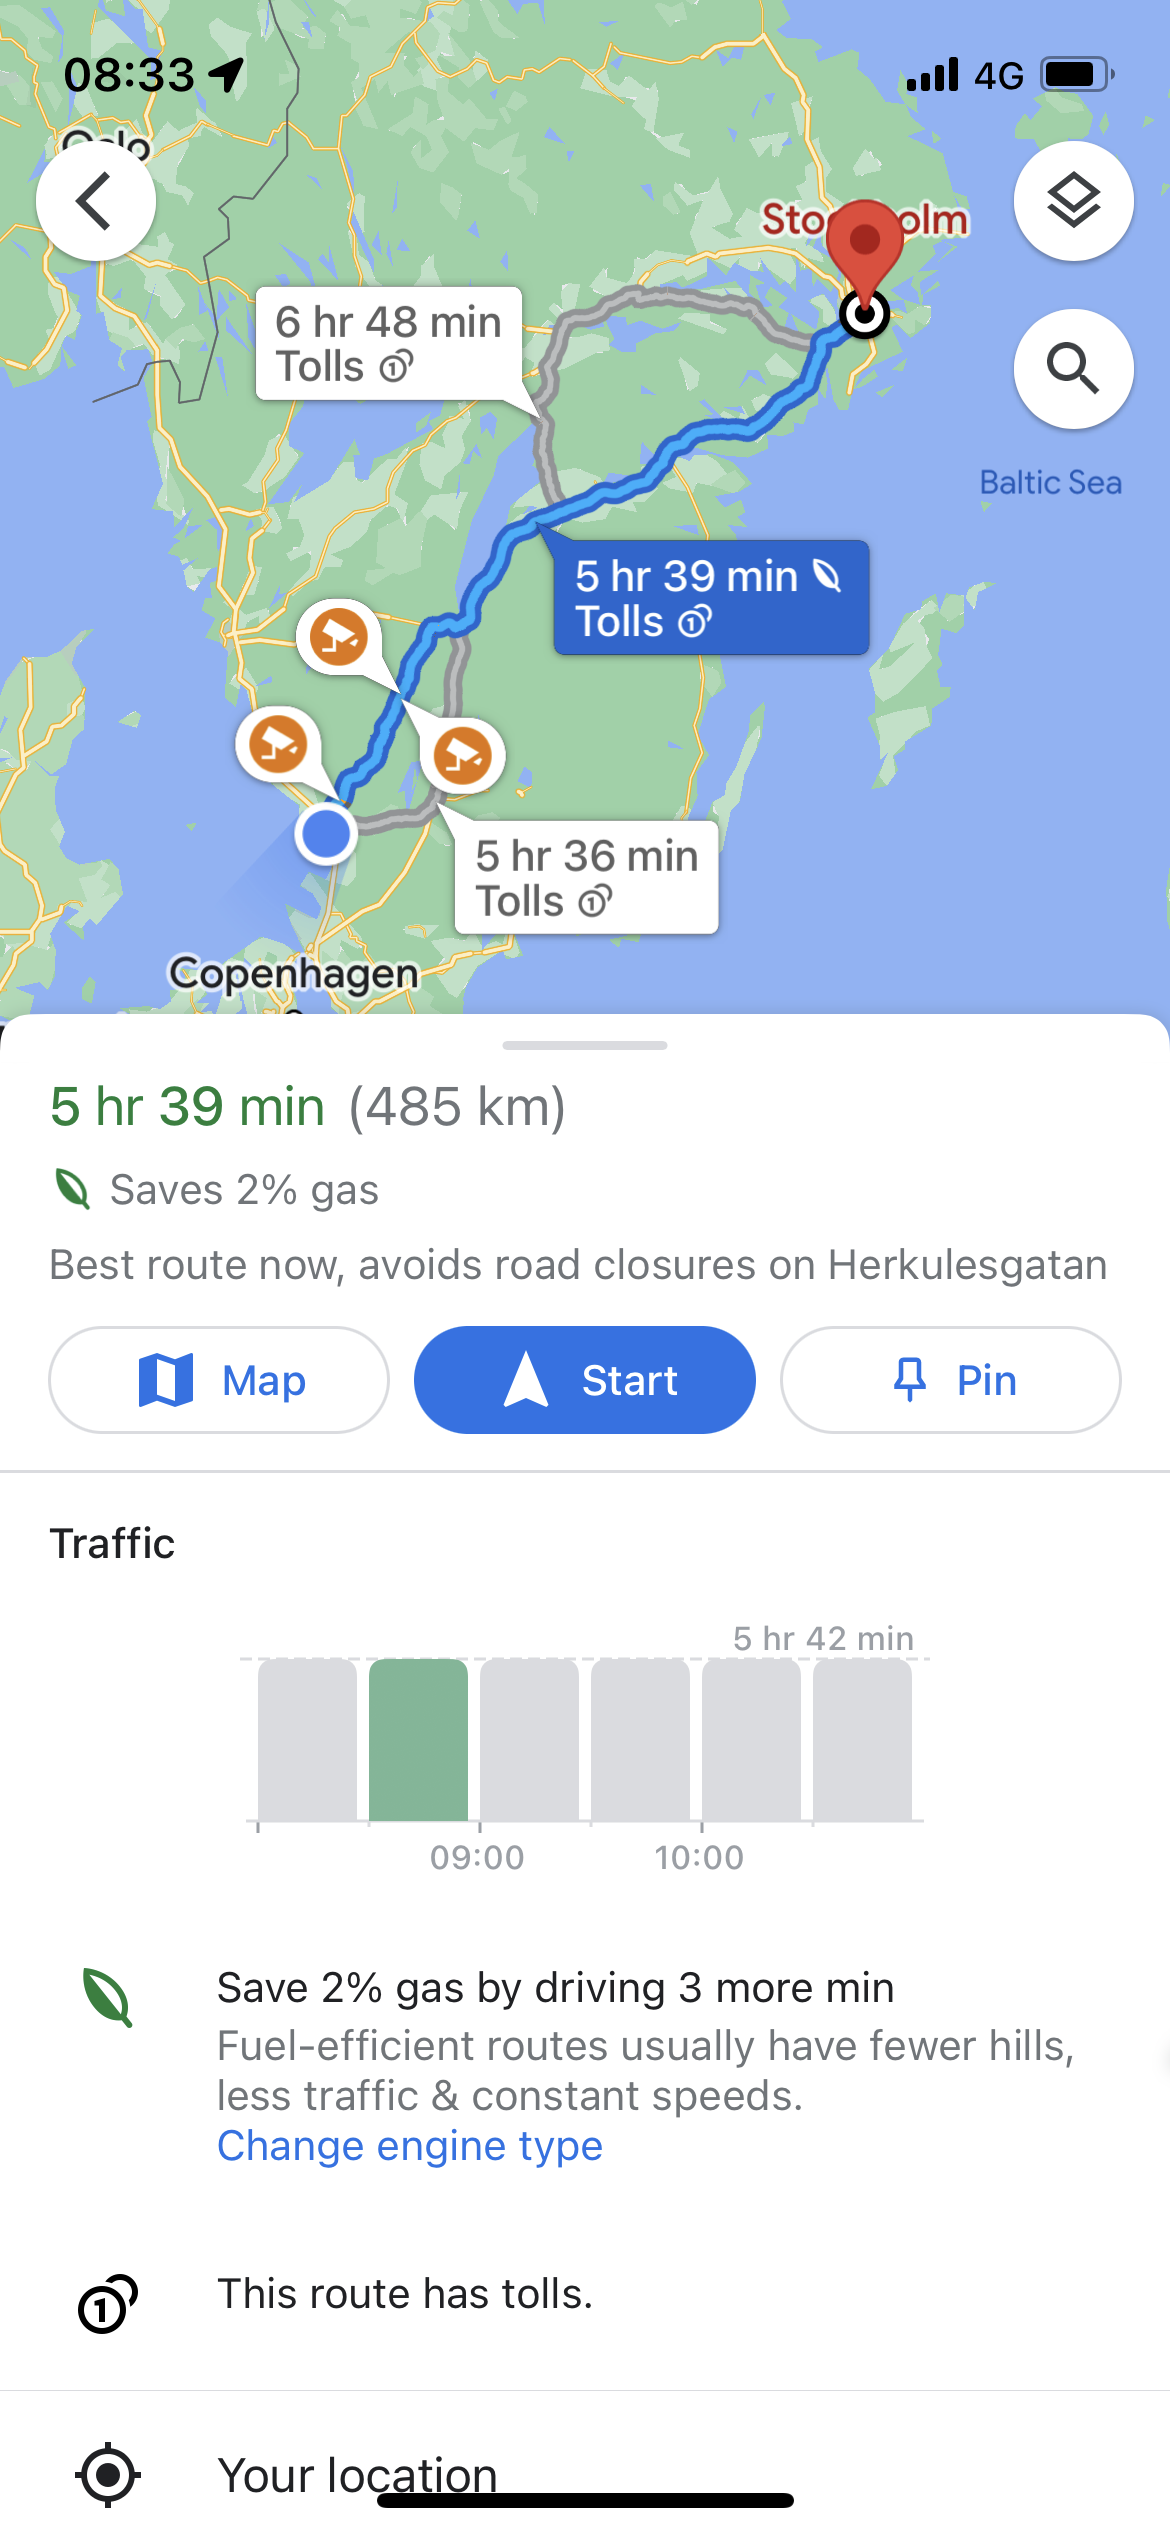 08:33
4G
Oslo
Stockholm
6 hr 48 min
Tolls
Baltic Sea
5 hr 39 min
Tolls
5 hr 36 min
Tolls
Copenhagen
5 hr 39 min (485 km)
Saves 2% gas
Best route now, avoids road closures on Herkulesgatan
Map
Start
Pin
Traffic
5 hr 42 min
09:00
10:00
Save 2% gas by driving 3 more min
Fuel-efficient routes usually have fewer hills,
less traffic & constant speeds.
Change engine type
This route has tolls.
Your location